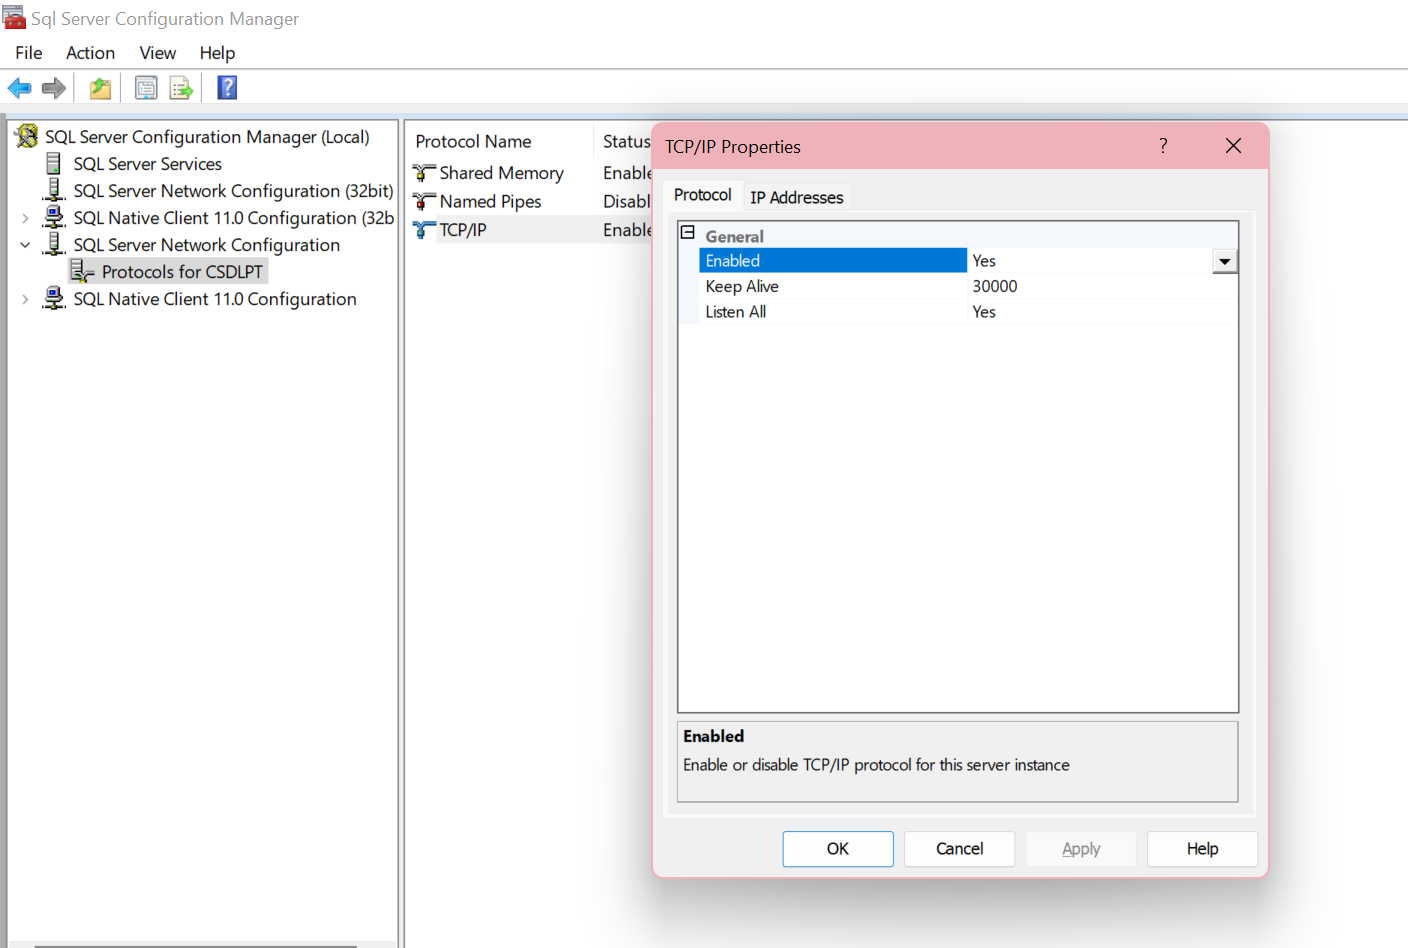 Sql Server Configuration Manager
File Action View Help
SQL Server Configuration Manager (Local)
SQL Server Services
SQL Server Network Configuration (32bit)
SQL Native Client 11.0 Configuration (32b
SQL Server Network Configuration
Protocols for CSDLPT
SQL Native Client 11.0 Configuration
Protocol Name Status
Shared Memory Enable
Named Pipes Disabl
TCP/IP Enable
TCP/IP Properties ?
Protocol IP Addresses
General
Enabled Yes
Keep Alive 30000
Listen All Yes
Enabled
Enable or disable TCP/IP protocol for this server instance
OK Cancel Apply Help